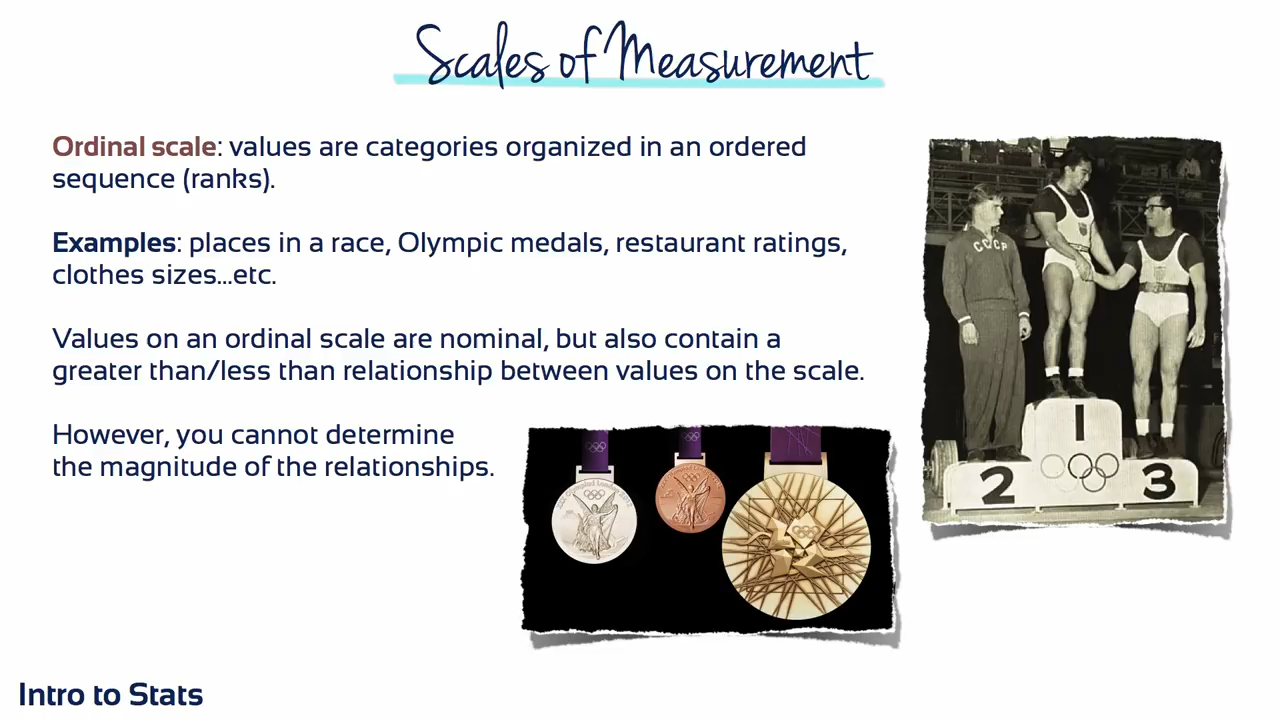 Scales of Measurement
Ordinal scale: values are categories organized in an ordered
sequence (ranks).
Examples: places in a race, Olympic medals, restaurant ratings,
clothes sizes...etc.
Values on an ordinal scale are nominal, but also contain a
greater than/less than relationship between values on the scale.
However, you cannot determine
the magnitude of the relationships.
CCCP
1
2
3
Intro to Stats